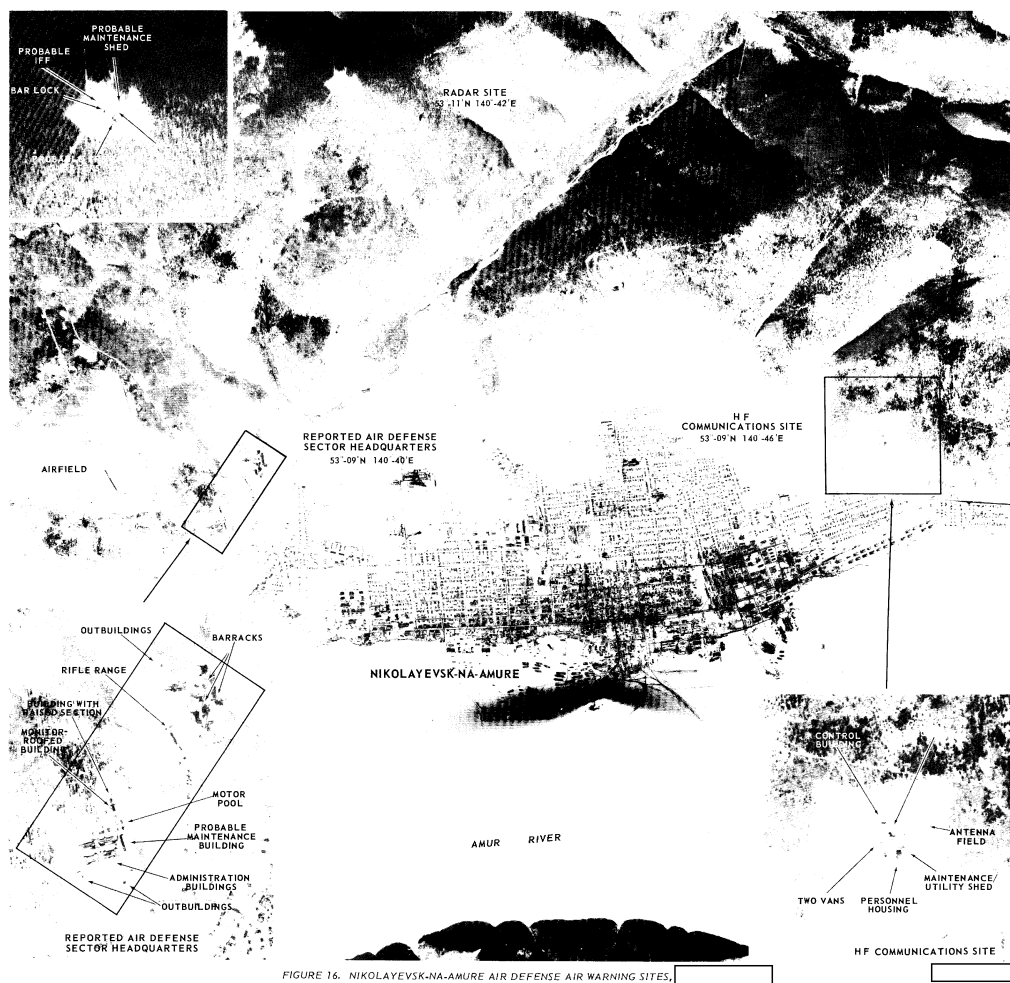 PROBABLE
MAINTENANCE
SHED
PROBABLE
IFF
BAR LOCK
PROBABLE
RADAR SITE
53°-11'N 140°-42'E
H F
COMMUNICATIONS SITE
53°-09'N 140°-46'E
REPORTED AIR DEFENSE
SECTOR HEADQUARTERS
53°-09'N 140°-40'E
AIRFIELD
OUTBUILDINGS
BARRACKS
RIFLE RANGE
BUILDING WITH
RAISED SECTION
MONITOR-
ROOFED
BUILDING
MOTOR
POOL
PROBABLE
MAINTENANCE
BUILDING
ADMINISTRATION
BUILDINGS
OUTBUILDINGS
REPORTED AIR DEFENSE
SECTOR HEADQUARTERS
NIKOLAYEVSK-NA-AMURE
AMUR RIVER
CONTROL
BUILDING
ANTENNA
FIELD
MAINTENANCE/
UTILITY SHED
TWO VANS
PERSONNEL
HOUSING
H F COMMUNICATIONS SITE
FIGURE 16. NIKOLAYEVSK-NA-AMURE AIR DEFENSE AIR WARNING SITES,